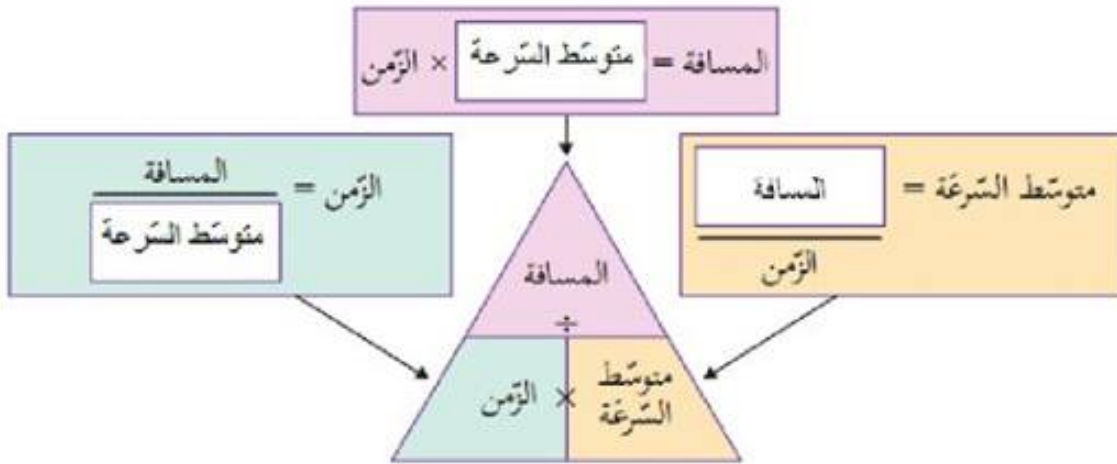 المسافة = متوسّط السّرعة × الزّمن
متوسّط السّرعَة = المسافة
الزّمن
الزّمن = المسافة
متوسّط السّرعة
المسافة
÷
متوسّط × الزّمن
السّرعَة